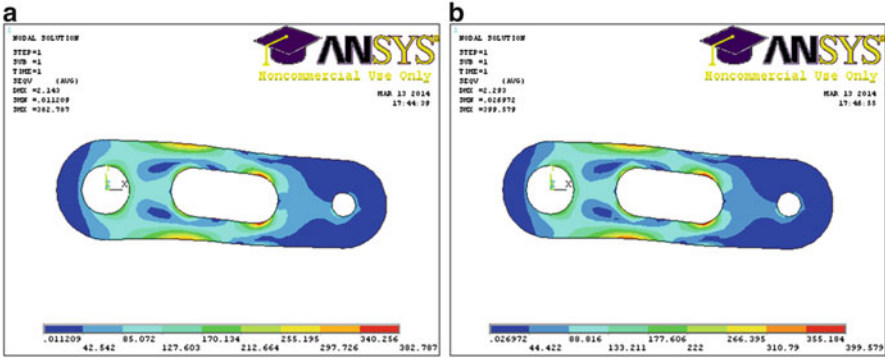 a
1
NODAL SOLUTION
STEP=1
SUB =1
TIME=1
SEQV (AVG)
DMX =2.143
SMN =.011209
SMX =382.787
ANSYS
Noncommercial Use Only
MAR 13 2014
17:44:39
X
.011209 85.072 170.134 255.195 340.256
42.542 127.603 212.664 297.726 382.787
b
1
NODAL SOLUTION
STEP=1
SUB =1
TIME=1
SEQV (AVG)
DMX =2.293
SMN =.026972
SMX =399.579
ANSYS
Noncommercial Use Only
MAR 13 2014
17:46:55
X
.026972 88.816 177.606 266.395 355.184
44.422 133.211 222 310.79 399.579